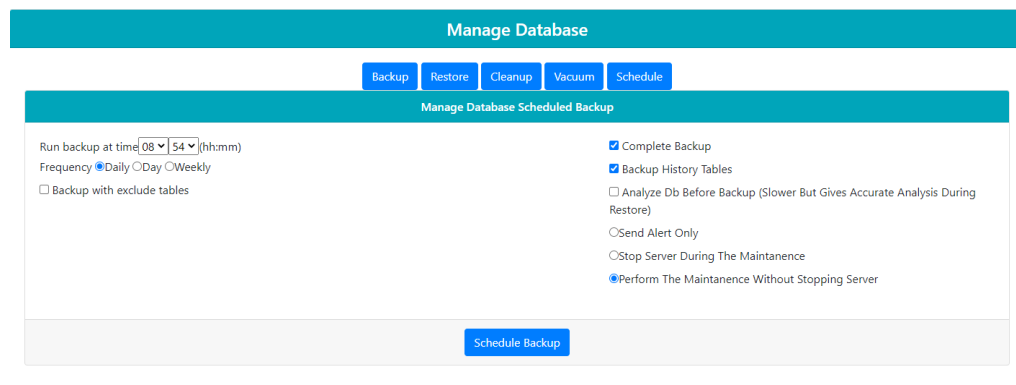 Manage Database
Backup Restore Cleanup Vacuum Schedule
Manage Database Scheduled Backup
Run backup at time 08 54 (hh:mm)
Frequency Daily Day Weekly
Backup with exclude tables
Complete Backup
Backup History Tables
Analyze Db Before Backup (Slower But Gives Accurate Analysis During
Restore)
Send Alert Only
Stop Server During The Maintanence
Perform The Maintanence Without Stopping Server
Schedule Backup